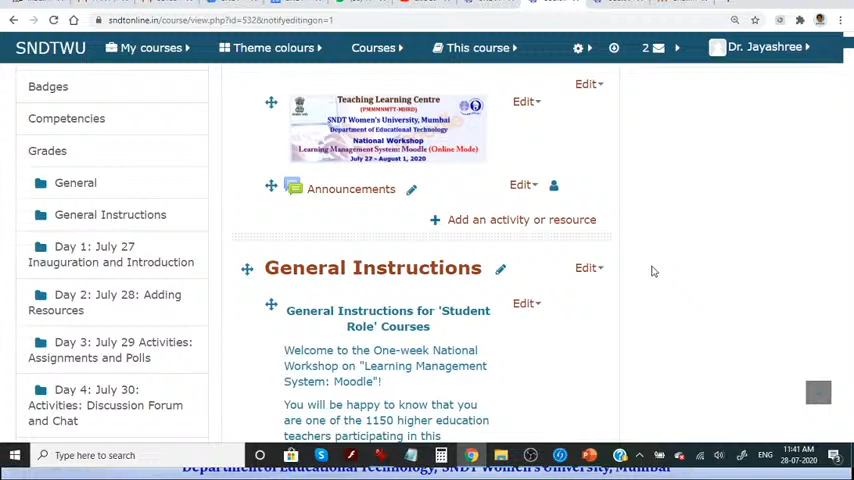 sndtonline.in/course/view.php?id=532&notifyeditingon=1
SNDTWU
My courses
Theme colours
Courses
This course
2
Dr. Jayashree
Badges
Competencies
Grades
General
General Instructions
Day 1: July 27
Inauguration and Introduction
Day 2: July 28: Adding
Resources
Day 3: July 29 Activities:
Assignments and Polls
Day 4: July 30:
Activities: Discussion Forum
and Chat
Edit
Edit
Teaching Learning Centre
(PMMMNMTT-MHRD)
SNDT Women's University, Mumbai
Department of Educational Technology
National Workshop
Learning Management System: Moodle (Online Mode)
July 27 - August 1, 2020
Announcements
Edit
Add an activity or resource
General Instructions
Edit
General Instructions for 'Student
Role' Courses
Edit
Welcome to the One-week National
Workshop on "Learning Management
System: Moodle"!
You will be happy to know that you
are one of the 1150 higher education
teachers participating in this
Type here to search
ENG
11:41 AM
28-07-2020
3
Department of Educational Technology, SNDT Women's University, Mumbai